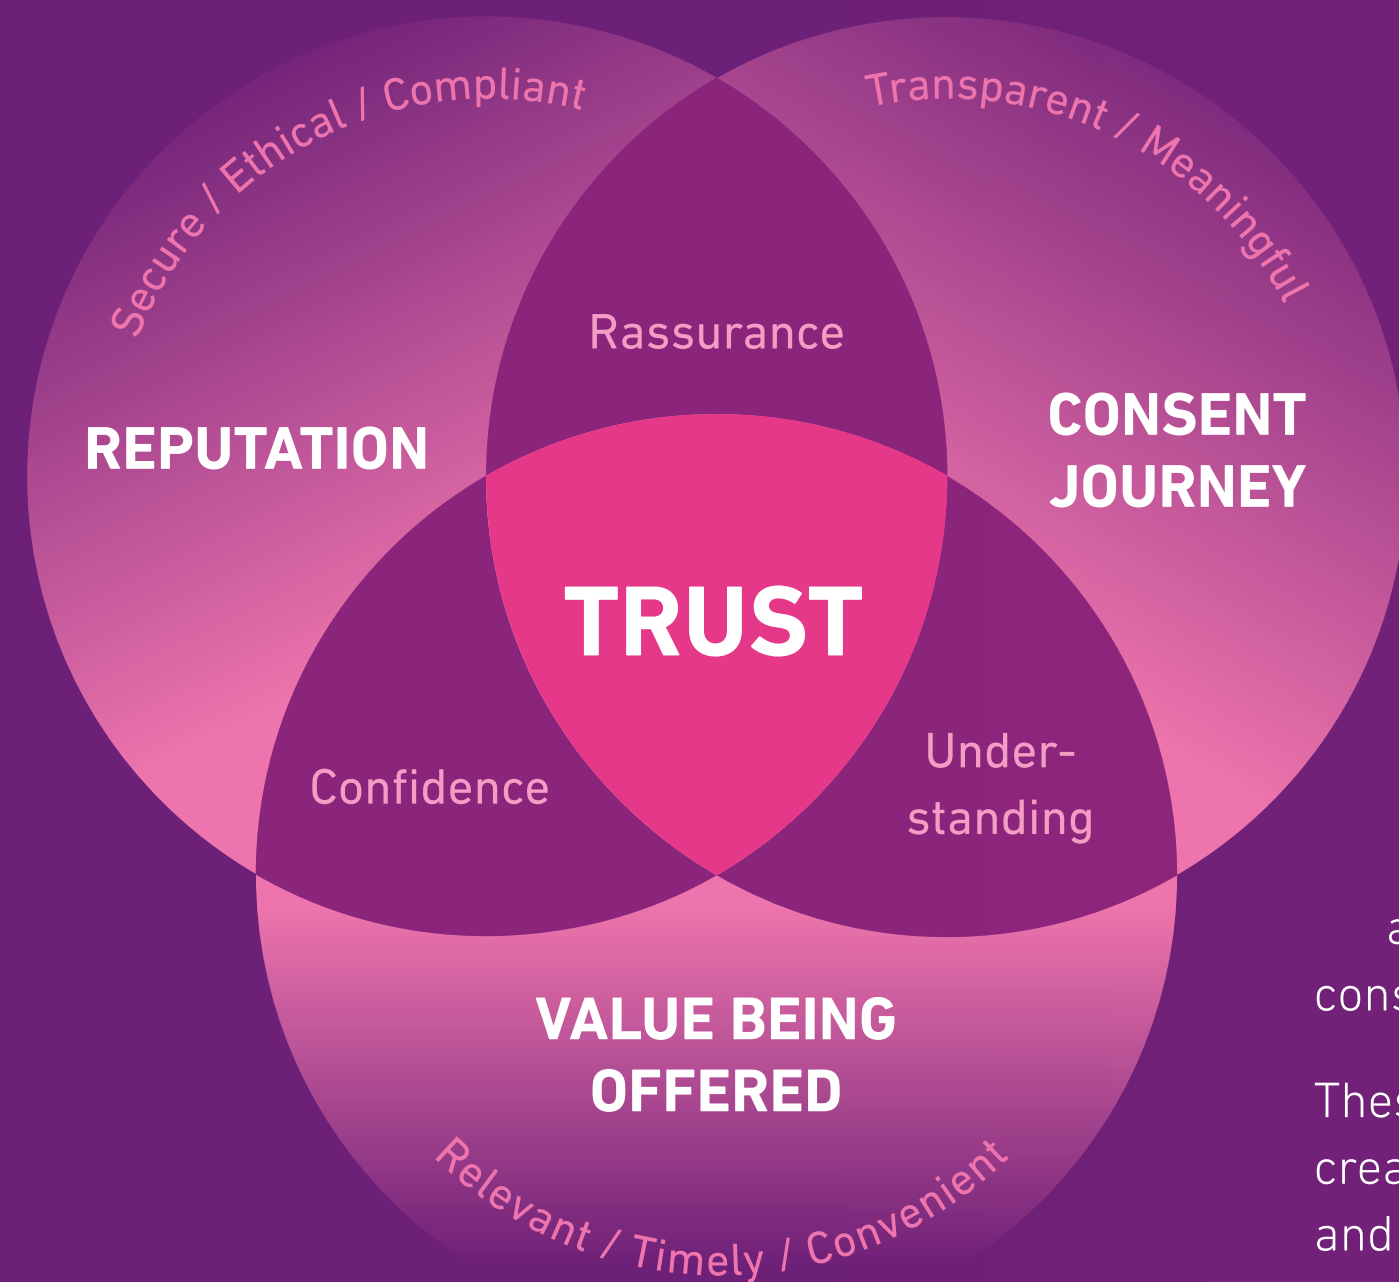 Secure / Ethical / Compliant
Transparent / Meaningful
Rassurance
REPUTATION
CONSENT
JOURNEY
TRUST
Confidence
Under-
standing
VALUE BEING
OFFERED
Relevant / Timely / Convenient
and